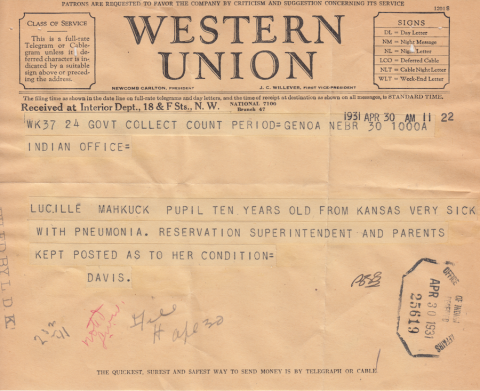 PATRONS ARE REQUESTED TO FAVOR THE COMPANY BY CRITICISM AND SUGGESTION CONCERNING ITS SERVICE
1201S
CLASS OF SERVICE
This is a full-rate
Telegram or Cable-
gram unless its de-
ferred character is
indicated by a suitable
sign above or preced-
ing the address.
WESTERN
UNION
NEWCOMB CARLTON, PRESIDENT
J. C. WILLEVER, FIRST VICE-PRESIDENT
SIGNS
DL = Day Letter
NM = Night Message
NL = Night Letter
LCO = Deferred Cable
NLT = Cable Night Letter
WLT = Week-End Letter
The filing time as shown in the date line on full-rate telegrams and day letters, and the time of receipt at destination as shown on all messages, is STANDARD TIME.
Received at Interior Dept., 18 & F Sts., N. W. NATIONAL 7100
Branch 47
1931 APR 30 AM 11 22
WK37 24 GOVT COLLECT COUNT PERIOD=GENOA NEBR 30 1000A
INDIAN OFFICE=
LUCILLE MAHKUCK PUPIL TEN YEARS OLD FROM KANSAS VERY SICK
WITH PNEUMONIA. RESERVATION SUPERINTENDENT AND PARENTS
KEPT POSTED AS TO HER CONDITION=
DAVIS.
File
APR 30 1931
25619
THE QUICKEST, SUREST AND SAFEST WAY TO SEND MONEY IS BY TELEGRAPH OR CABLE